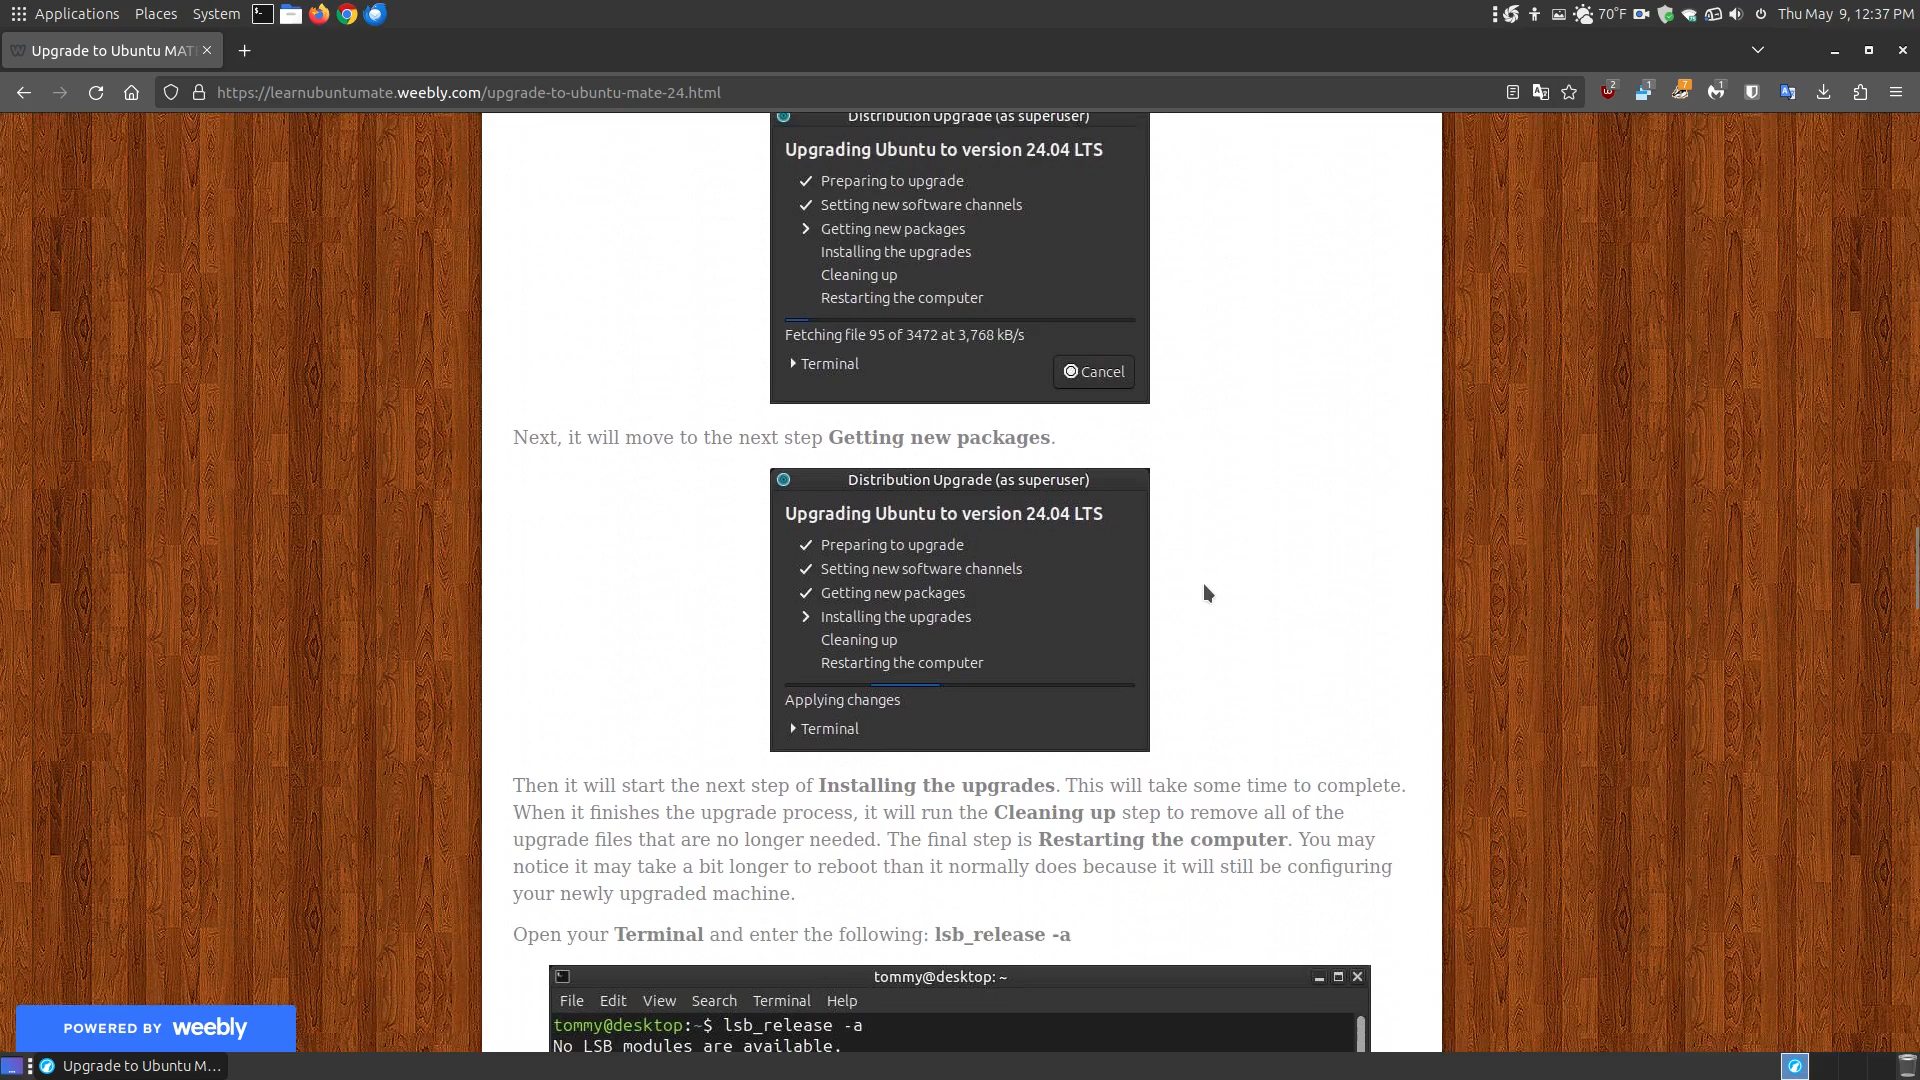 Applications Places System 70°F Thu May 9, 12:37 PM
Upgrade to Ubuntu MAT
https://learnubuntumate.weebly.com/upgrade-to-ubuntu-mate-24.html
2 1 7 1
Distribution Upgrade (as superuser)
Upgrading Ubuntu to version 24.04 LTS
Preparing to upgrade
Setting new software channels
Getting new packages
Installing the upgrades
Cleaning up
Restarting the computer
Fetching file 95 of 3472 at 3,768 kB/s
Terminal
Cancel
Next, it will move to the next step Getting new packages.
Distribution Upgrade (as superuser)
Upgrading Ubuntu to version 24.04 LTS
Preparing to upgrade
Setting new software channels
Getting new packages
Installing the upgrades
Cleaning up
Restarting the computer
Applying changes
Terminal
Then it will start the next step of Installing the upgrades. This will take some time to complete.
When it finishes the upgrade process, it will run the Cleaning up step to remove all of the
upgrade files that are no longer needed. The final step is Restarting the computer. You may
notice it may take a bit longer to reboot than it normally does because it will still be configuring
your newly upgraded machine.
Open your Terminal and enter the following: lsb_release -a
tommy@desktop: ~
File Edit View Search Terminal Help
tommy@desktop:~$ lsb_release -a
No LSB modules are available.
POWERED BY weebly
Upgrade to Ubuntu M...